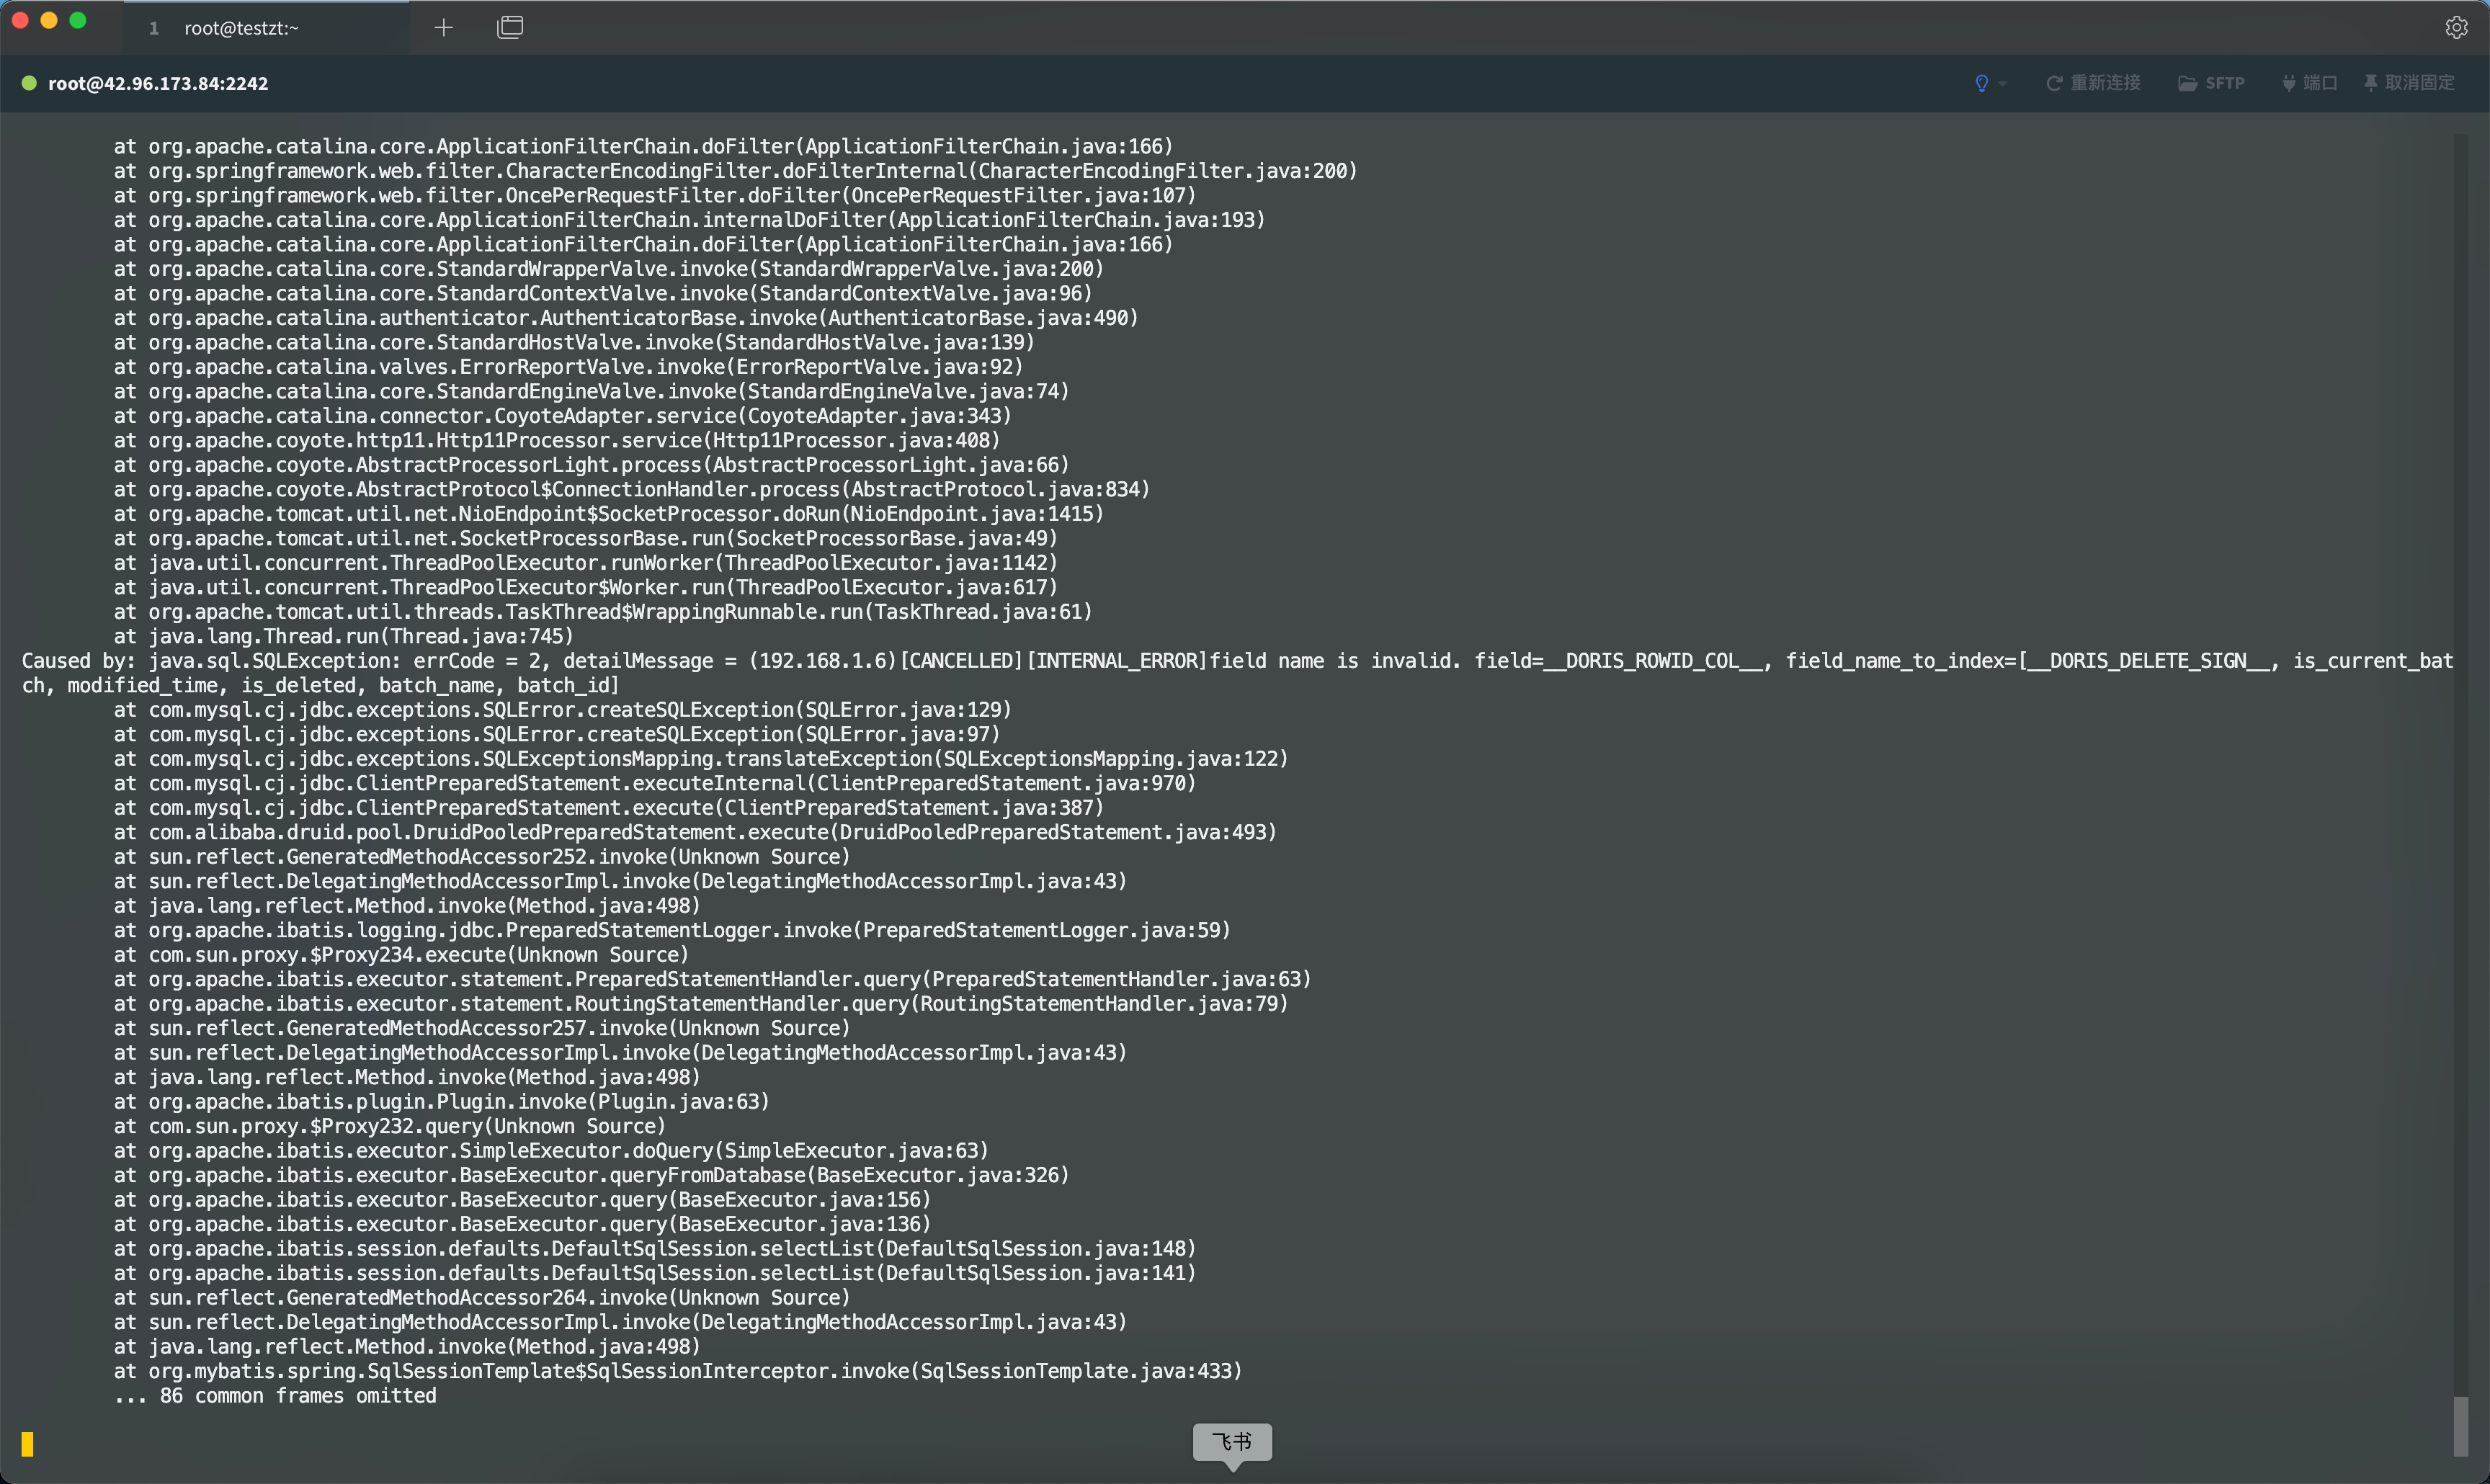 1 root@testzt:~
root@42.96.173.84:2242
重新连接 SFTP 端口 取消固定
at org.apache.catalina.core.ApplicationFilterChain.doFilter(ApplicationFilterChain.java:166)
at org.springframework.web.filter.CharacterEncodingFilter.doFilterInternal(CharacterEncodingFilter.java:200)
at org.springframework.web.filter.OncePerRequestFilter.doFilter(OncePerRequestFilter.java:107)
at org.apache.catalina.core.ApplicationFilterChain.internalDoFilter(ApplicationFilterChain.java:193)
at org.apache.catalina.core.ApplicationFilterChain.doFilter(ApplicationFilterChain.java:166)
at org.apache.catalina.core.StandardWrapperValve.invoke(StandardWrapperValve.java:200)
at org.apache.catalina.core.StandardContextValve.invoke(StandardContextValve.java:96)
at org.apache.catalina.authenticator.AuthenticatorBase.invoke(AuthenticatorBase.java:490)
at org.apache.catalina.core.StandardHostValve.invoke(StandardHostValve.java:139)
at org.apache.catalina.valves.ErrorReportValve.invoke(ErrorReportValve.java:92)
at org.apache.catalina.core.StandardEngineValve.invoke(StandardEngineValve.java:74)
at org.apache.catalina.connector.CoyoteAdapter.service(CoyoteAdapter.java:343)
at org.apache.coyote.http11.Http11Processor.service(Http11Processor.java:408)
at org.apache.coyote.AbstractProcessorLight.process(AbstractProcessorLight.java:66)
at org.apache.coyote.AbstractProtocol$ConnectionHandler.process(AbstractProtocol.java:834)
at org.apache.tomcat.util.net.NioEndpoint$SocketProcessor.doRun(NioEndpoint.java:1415)
at org.apache.tomcat.util.net.SocketProcessorBase.run(SocketProcessorBase.java:49)
at java.util.concurrent.ThreadPoolExecutor.runWorker(ThreadPoolExecutor.java:1142)
at java.util.concurrent.ThreadPoolExecutor$Worker.run(ThreadPoolExecutor.java:617)
at org.apache.tomcat.util.threads.TaskThread$WrappingRunnable.run(TaskThread.java:61)
at java.lang.Thread.run(Thread.java:745)
Caused by: java.sql.SQLException: errCode = 2, detailMessage = (192.168.1.6)[CANCELLED][INTERNAL_ERROR]field name is invalid. field=__DORIS_ROWID_COL__, field_name_to_index=[__DORIS_DELETE_SIGN__, is_current_bat
ch, modified_time, is_deleted, batch_name, batch_id]
at com.mysql.cj.jdbc.exceptions.SQLError.createSQLException(SQLError.java:129)
at com.mysql.cj.jdbc.exceptions.SQLError.createSQLException(SQLError.java:97)
at com.mysql.cj.jdbc.exceptions.SQLExceptionsMapping.translateException(SQLExceptionsMapping.java:122)
at com.mysql.cj.jdbc.ClientPreparedStatement.executeInternal(ClientPreparedStatement.java:970)
at com.mysql.cj.jdbc.ClientPreparedStatement.execute(ClientPreparedStatement.java:387)
at com.alibaba.druid.pool.DruidPooledPreparedStatement.execute(DruidPooledPreparedStatement.java:493)
at sun.reflect.GeneratedMethodAccessor252.invoke(Unknown Source)
at sun.reflect.DelegatingMethodAccessorImpl.invoke(DelegatingMethodAccessorImpl.java:43)
at java.lang.reflect.Method.invoke(Method.java:498)
at org.apache.ibatis.logging.jdbc.PreparedStatementLogger.invoke(PreparedStatementLogger.java:59)
at com.sun.proxy.$Proxy234.execute(Unknown Source)
at org.apache.ibatis.executor.statement.PreparedStatementHandler.query(PreparedStatementHandler.java:63)
at org.apache.ibatis.executor.statement.RoutingStatementHandler.query(RoutingStatementHandler.java:79)
at sun.reflect.GeneratedMethodAccessor257.invoke(Unknown Source)
at sun.reflect.DelegatingMethodAccessorImpl.invoke(DelegatingMethodAccessorImpl.java:43)
at java.lang.reflect.Method.invoke(Method.java:498)
at org.apache.ibatis.plugin.Plugin.invoke(Plugin.java:63)
at com.sun.proxy.$Proxy232.query(Unknown Source)
at org.apache.ibatis.executor.SimpleExecutor.doQuery(SimpleExecutor.java:63)
at org.apache.ibatis.executor.BaseExecutor.queryFromDatabase(BaseExecutor.java:326)
at org.apache.ibatis.executor.BaseExecutor.query(BaseExecutor.java:156)
at org.apache.ibatis.executor.BaseExecutor.query(BaseExecutor.java:136)
at org.apache.ibatis.session.defaults.DefaultSqlSession.selectList(DefaultSqlSession.java:148)
at org.apache.ibatis.session.defaults.DefaultSqlSession.selectList(DefaultSqlSession.java:141)
at sun.reflect.GeneratedMethodAccessor264.invoke(Unknown Source)
at sun.reflect.DelegatingMethodAccessorImpl.invoke(DelegatingMethodAccessorImpl.java:43)
at java.lang.reflect.Method.invoke(Method.java:498)
at org.mybatis.spring.SqlSessionTemplate$SqlSessionInterceptor.invoke(SqlSessionTemplate.java:433)
... 86 common frames omitted
飞书